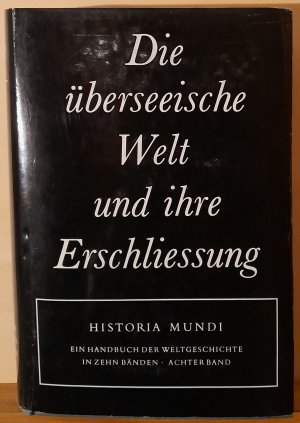 Die
überseeische
Welt
und ihre
Erschliessung
HISTORIA MUNDI
EIN HANDBUCH DER WELTGESCHICHTE
IN ZEHN BÄNDEN · ACHTER BAND